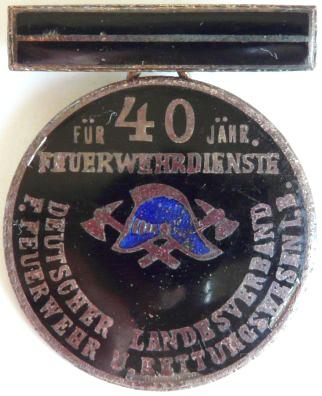 FÜR 40 JÄHR.
FEUERWEHRDIENSTE
DEUTSCHER LANDESVERBAND
F. FEUERWEHR U. RETTUNGSWESEN I. B.